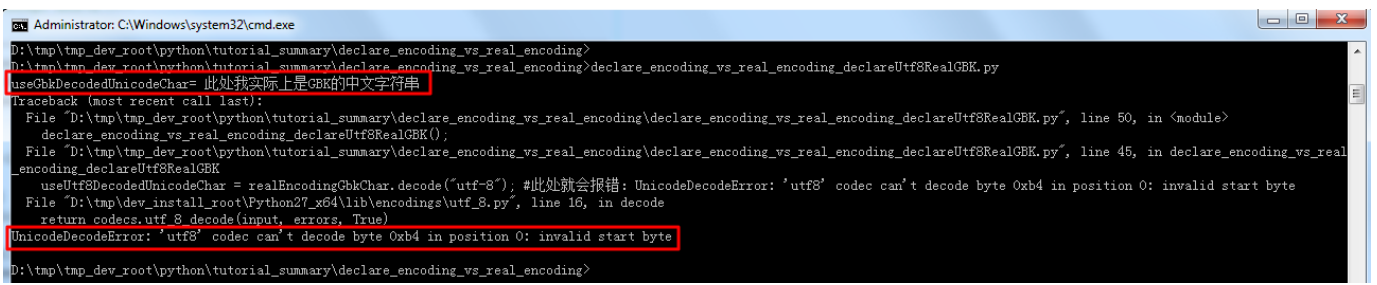 Administrator: C:\Windows\system32\cmd.exe
D:\tmp\tmp_dev_root\python\tutorial_summary\declare_encoding_vs_real_encoding>
D:\tmp\tmp_dev_root\python\tutorial_summary\declare_encoding_vs_real_encoding>declare_encoding_vs_real_encoding_declareUtf8RealGBK.py
useGbkDecodedUnicodeChar= 此处我实际上是GBK的中文字符串
Traceback (most recent call last):
File "D:\tmp\tmp_dev_root\python\tutorial_summary\declare_encoding_vs_real_encoding\declare_encoding_vs_real_encoding_declareUtf8RealGBK.py", line 50, in <module>
declare_encoding_vs_real_encoding_declareUtf8RealGBK();
File "D:\tmp\tmp_dev_root\python\tutorial_summary\declare_encoding_vs_real_encoding\declare_encoding_vs_real_encoding_declareUtf8RealGBK.py", line 45, in declare_encoding_vs_real
_encoding_declareUtf8RealGBK
useUtf8DecodedUnicodeChar = realEncodingGbkChar.decode("utf-8"); #此处就会报错：UnicodeDecodeError: 'utf8' codec can't decode byte 0xb4 in position 0: invalid start byte
File "D:\tmp\dev_install_root\Python27_x64\lib\encodings\utf_8.py", line 16, in decode
return codecs.utf_8_decode(input, errors, True)
UnicodeDecodeError: 'utf8' codec can't decode byte 0xb4 in position 0: invalid start byte
D:\tmp\tmp_dev_root\python\tutorial_summary\declare_encoding_vs_real_encoding>